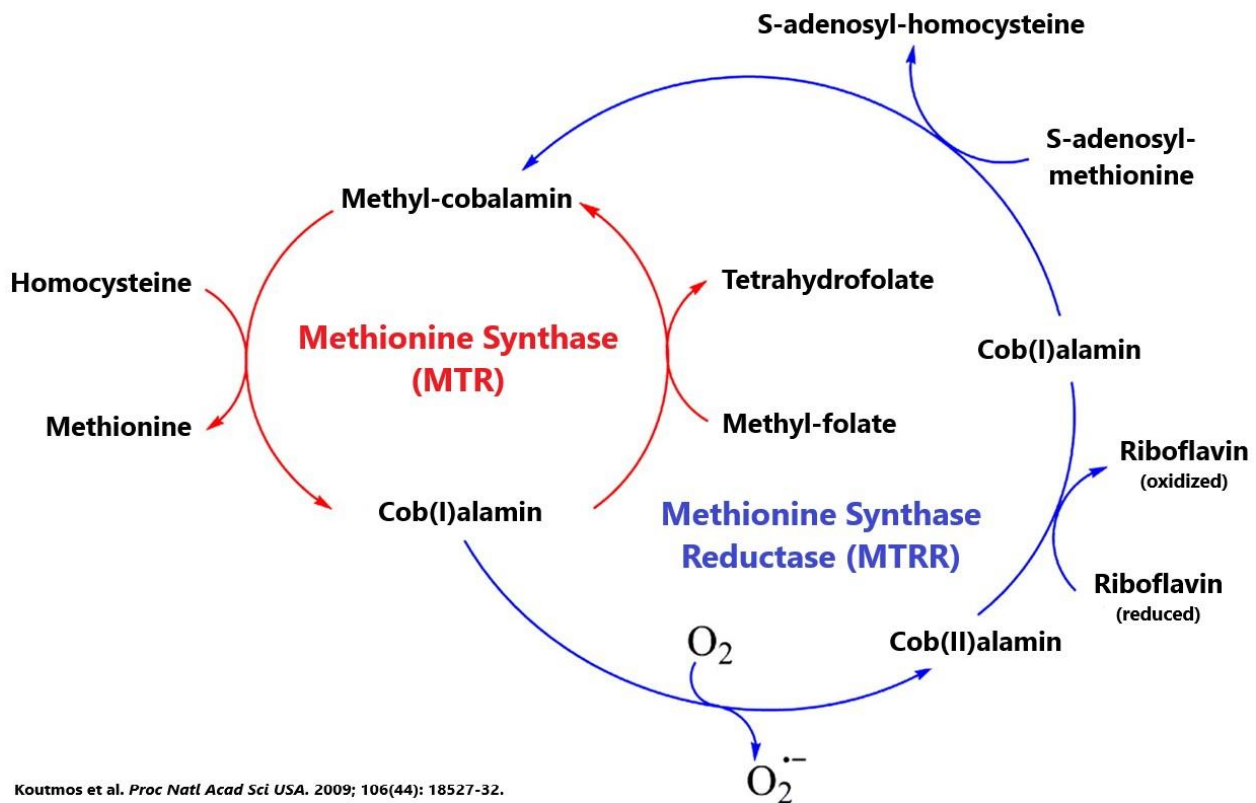 S-adenosyl-homocysteine
S-adenosyl-
methionine
Methyl-cobalamin
Homocysteine
Tetrahydrofolate
Methionine Synthase
(MTR)
Cob(I)alamin
Methionine
Methyl-folate
Riboflavin
(oxidized)
Cob(I)alamin
Methionine Synthase
Reductase (MTRR)
Riboflavin
(reduced)
O₂
Cob(II)alamin
O₂•−
Koutmos et al. Proc Natl Acad Sci USA. 2009; 106(44): 18527-32.